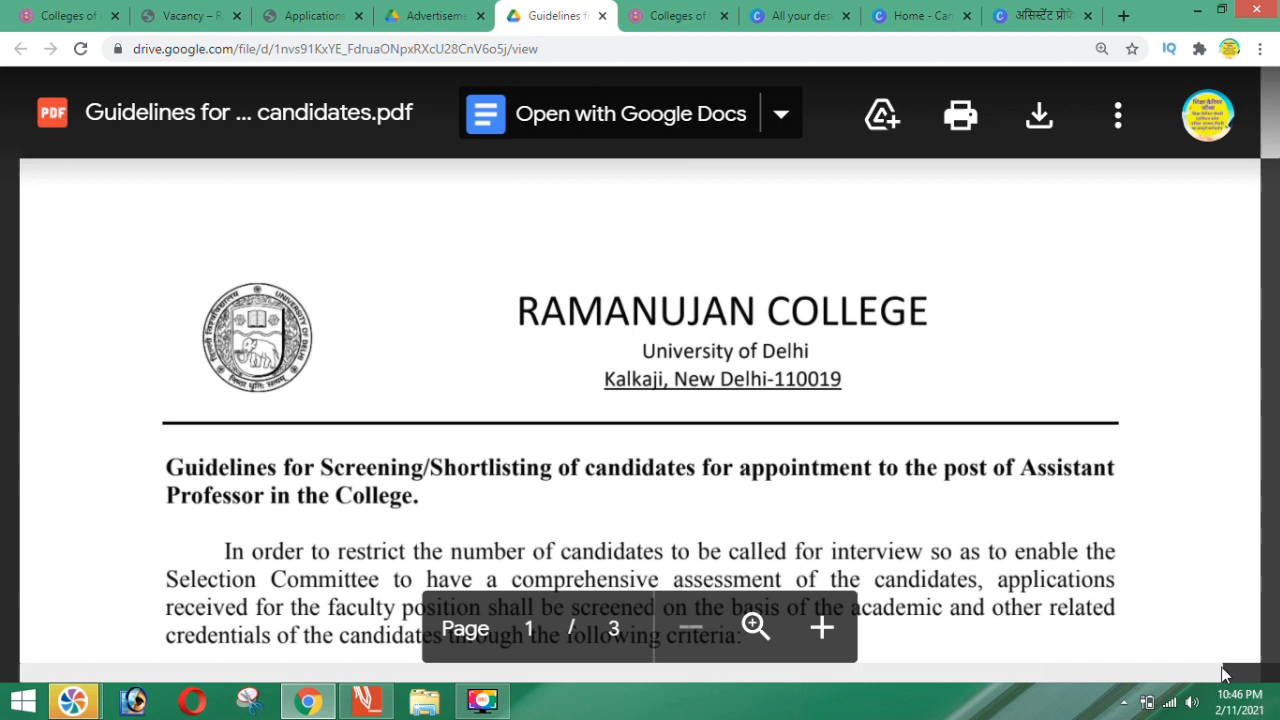 Colleges of
Vacancy – R
Applications
Advertiseme
Guidelines f
Colleges of
All your des
Home - Can
असिस्टेंट प्रोफे
drive.google.com/file/d/1nvs91KxYE_FdruaONpxRXcU28CnV6o5j/view
IQ
PDF
Guidelines for ... candidates.pdf
Open with Google Docs
RAMANUJAN COLLEGE
University of Delhi
Kalkaji, New Delhi-110019
UNIVERSITY OF DELHI
Guidelines for Screening/Shortlisting of candidates for appointment to the post of Assistant
Professor in the College.
In order to restrict the number of candidates to be called for interview so as to enable the
Selection Committee to have a comprehensive assessment of the candidates, applications
received for the faculty position shall be screened on the basis of the academic and other related
credentials of the candidates through the following criteria:
Page 1 / 3
10:46 PM
2/11/2021